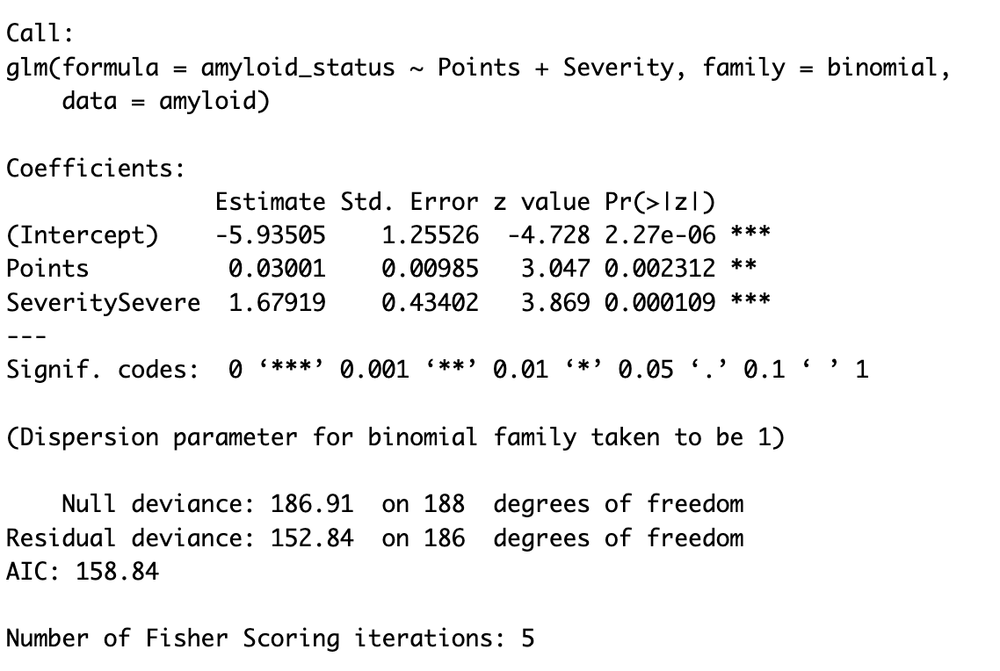 Call:
glm(formula = amyloid_status ~ Points + Severity, family = binomial,
    data = amyloid)

Coefficients:
               Estimate Std. Error z value Pr(>|z|)
(Intercept)    -5.93505    1.25526  -4.728 2.27e-06 ***
Points          0.03001    0.00985   3.047 0.002312 **
SeveritySevere  1.67919    0.43402   3.869 0.000109 ***
---
Signif. codes:  0 ‘***’ 0.001 ‘**’ 0.01 ‘*’ 0.05 ‘.’ 0.1 ‘ ’ 1

(Dispersion parameter for binomial family taken to be 1)

    Null deviance: 186.91  on 188  degrees of freedom
Residual deviance: 152.84  on 186  degrees of freedom
AIC: 158.84

Number of Fisher Scoring iterations: 5